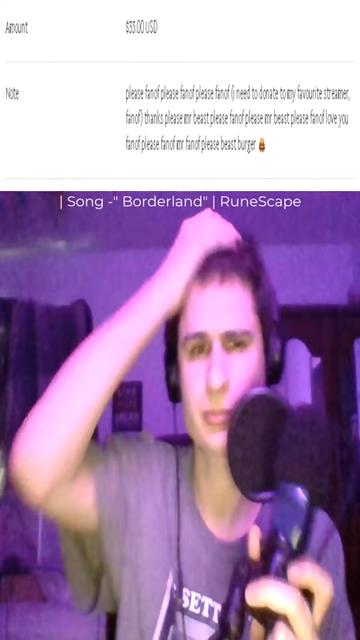 Amount $35.00 USD
Note please fanof please fanof please fanof (i need to donate to my favourite streamer,
fanof) thanks please mr beast please fanof please mr beast please fanof love you
fanof please fanof mr fanof please beast burger 🍔
| Song -" Borderland" | RuneScape
SETT